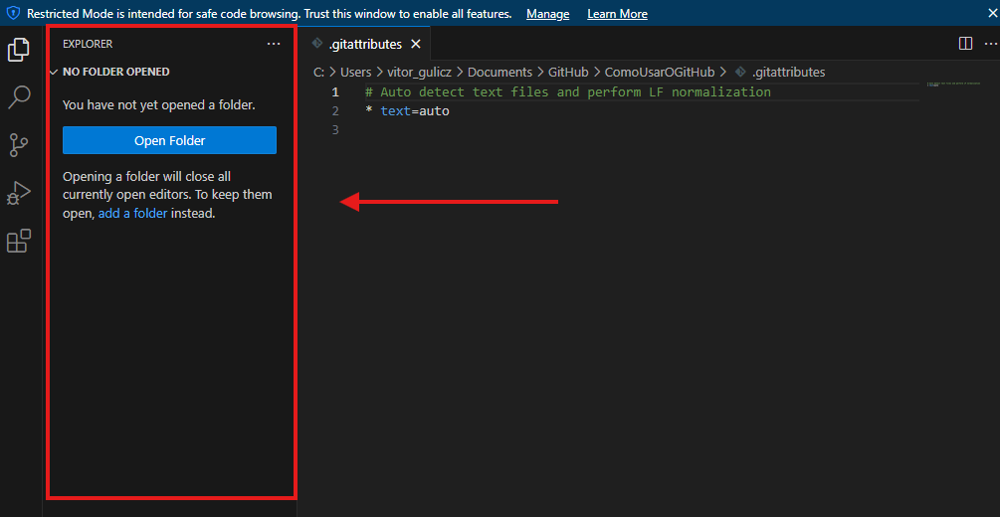 Restricted Mode is intended for safe code browsing. Trust this window to enable all features. Manage Learn More
EXPLORER
NO FOLDER OPENED
You have not yet opened a folder.
Open Folder
Opening a folder will close all
currently open editors. To keep them
open, add a folder instead.
.gitattributes
C: > Users > vitor_gulicz > Documents > GitHub > ComoUsarOGitHub > .gitattributes
1 # Auto detect text files and perform LF normalization
2 * text=auto
3